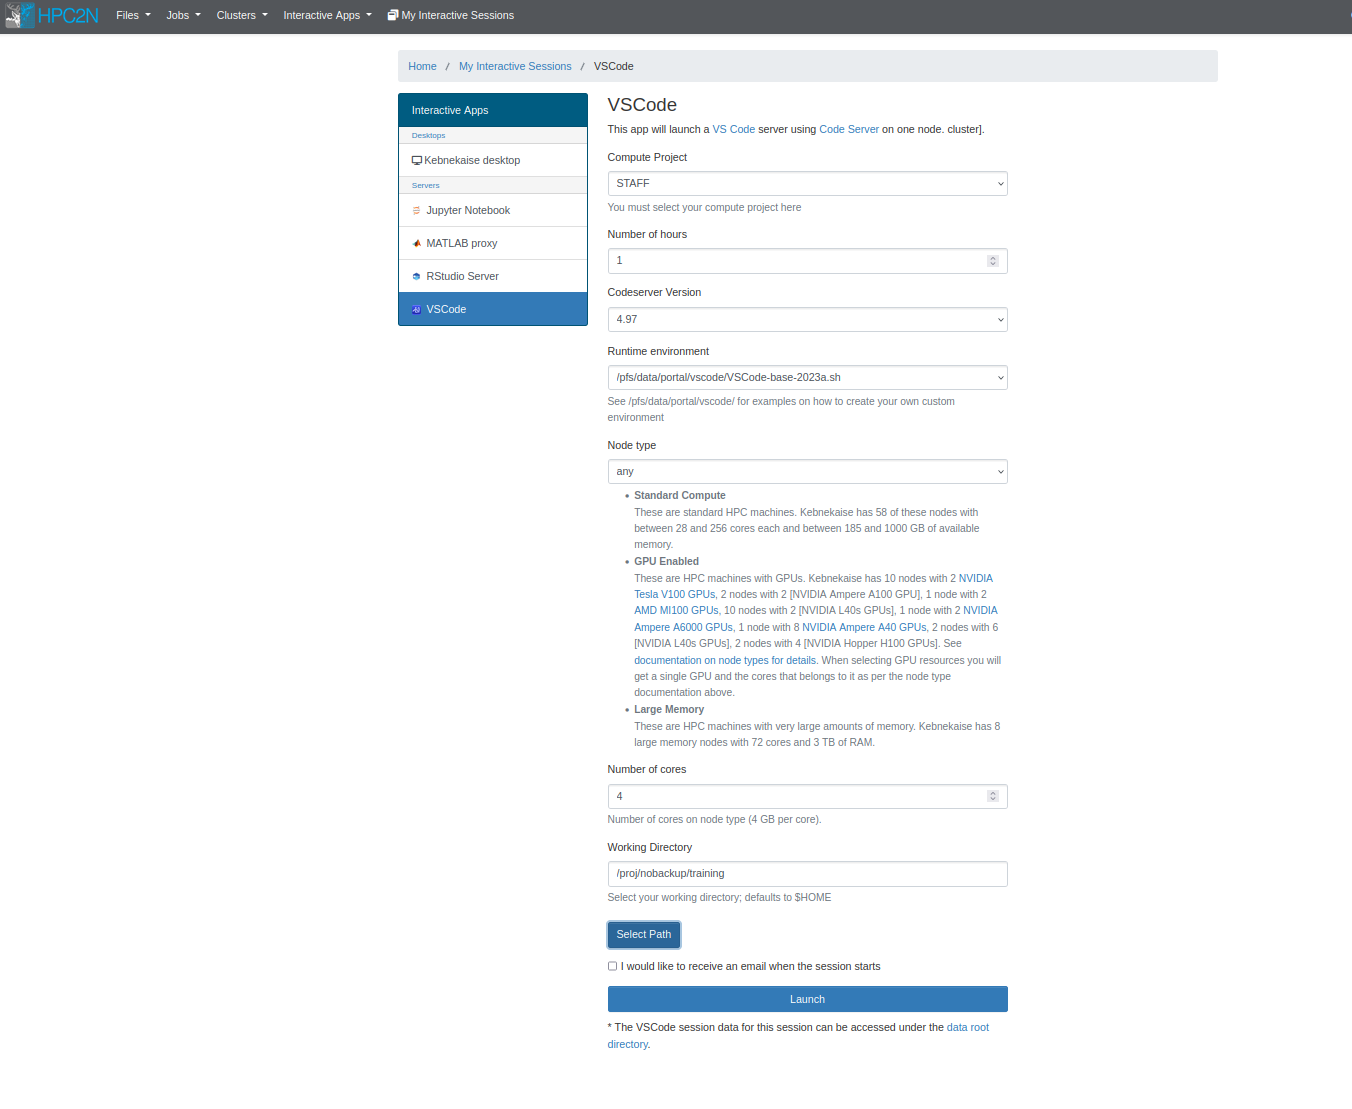 HPC2N Files Jobs Clusters Interactive Apps My Interactive Sessions
Home / My Interactive Sessions / VSCode
Interactive Apps
Desktops
Kebnekaise desktop
Servers
Jupyter Notebook
MATLAB proxy
RStudio Server
VSCode
VSCode
This app will launch a VS Code server using Code Server on one node. cluster].
Compute Project
STAFF
You must select your compute project here
Number of hours
1
Codeserver Version
4.97
Runtime environment
/pfs/data/portal/vscode/VSCode-base-2023a.sh
See /pfs/data/portal/vscode/ for examples on how to create your own custom
environment
Node type
any
• Standard Compute
These are standard HPC machines. Kebnekaise has 58 of these nodes with
between 28 and 256 cores each and between 185 and 1000 GB of available
memory.
• GPU Enabled
These are HPC machines with GPUs. Kebnekaise has 10 nodes with 2 NVIDIA
Tesla V100 GPUs, 2 nodes with 2 [NVIDIA Ampere A100 GPU], 1 node with 2
AMD MI100 GPUs, 10 nodes with 2 [NVIDIA L40s GPUs], 1 node with 2 NVIDIA
Ampere A6000 GPUs, 1 node with 8 NVIDIA Ampere A40 GPUs, 2 nodes with 6
[NVIDIA L40s GPUs], 2 nodes with 4 [NVIDIA Hopper H100 GPUs]. See
documentation on node types for details. When selecting GPU resources you will
get a single GPU and the cores that belongs to it as per the node type
documentation above.
• Large Memory
These are HPC machines with very large amounts of memory. Kebnekaise has 8
large memory nodes with 72 cores and 3 TB of RAM.
Number of cores
4
Number of cores on node type (4 GB per core).
Working Directory
/proj/nobackup/training
Select your working directory; defaults to $HOME
Select Path
I would like to receive an email when the session starts
Launch
* The VSCode session data for this session can be accessed under the data root
directory.